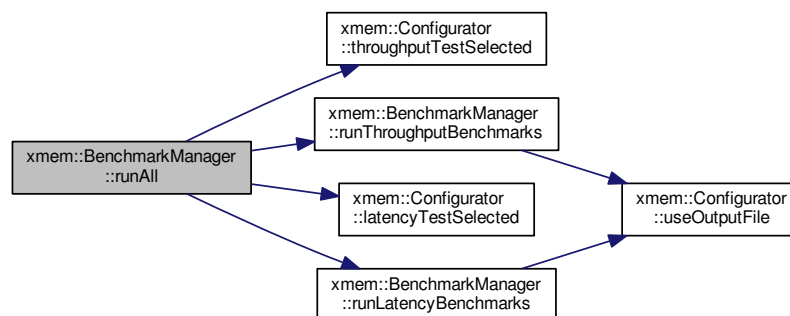 xmem::Configurator
::throughputTestSelected
xmem::BenchmarkManager
::runThroughputBenchmarks
xmem::BenchmarkManager
::runAll
xmem::Configurator
::latencyTestSelected
xmem::Configurator
::useOutputFile
xmem::BenchmarkManager
::runLatencyBenchmarks